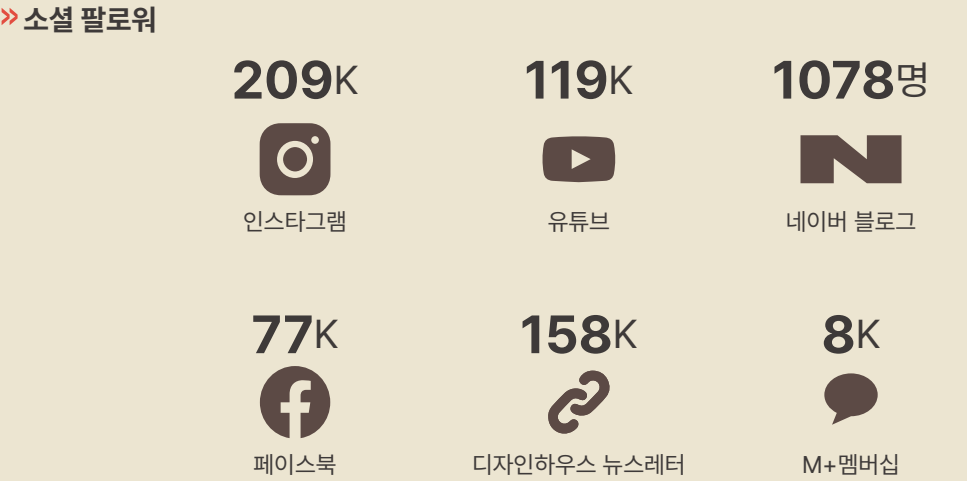 » 소셜 팔로워
209K
119K
1078명
인스타그램
유튜브
네이버 블로그
77K
158K
8K
페이스북
디자인하우스 뉴스레터
M+멤버십